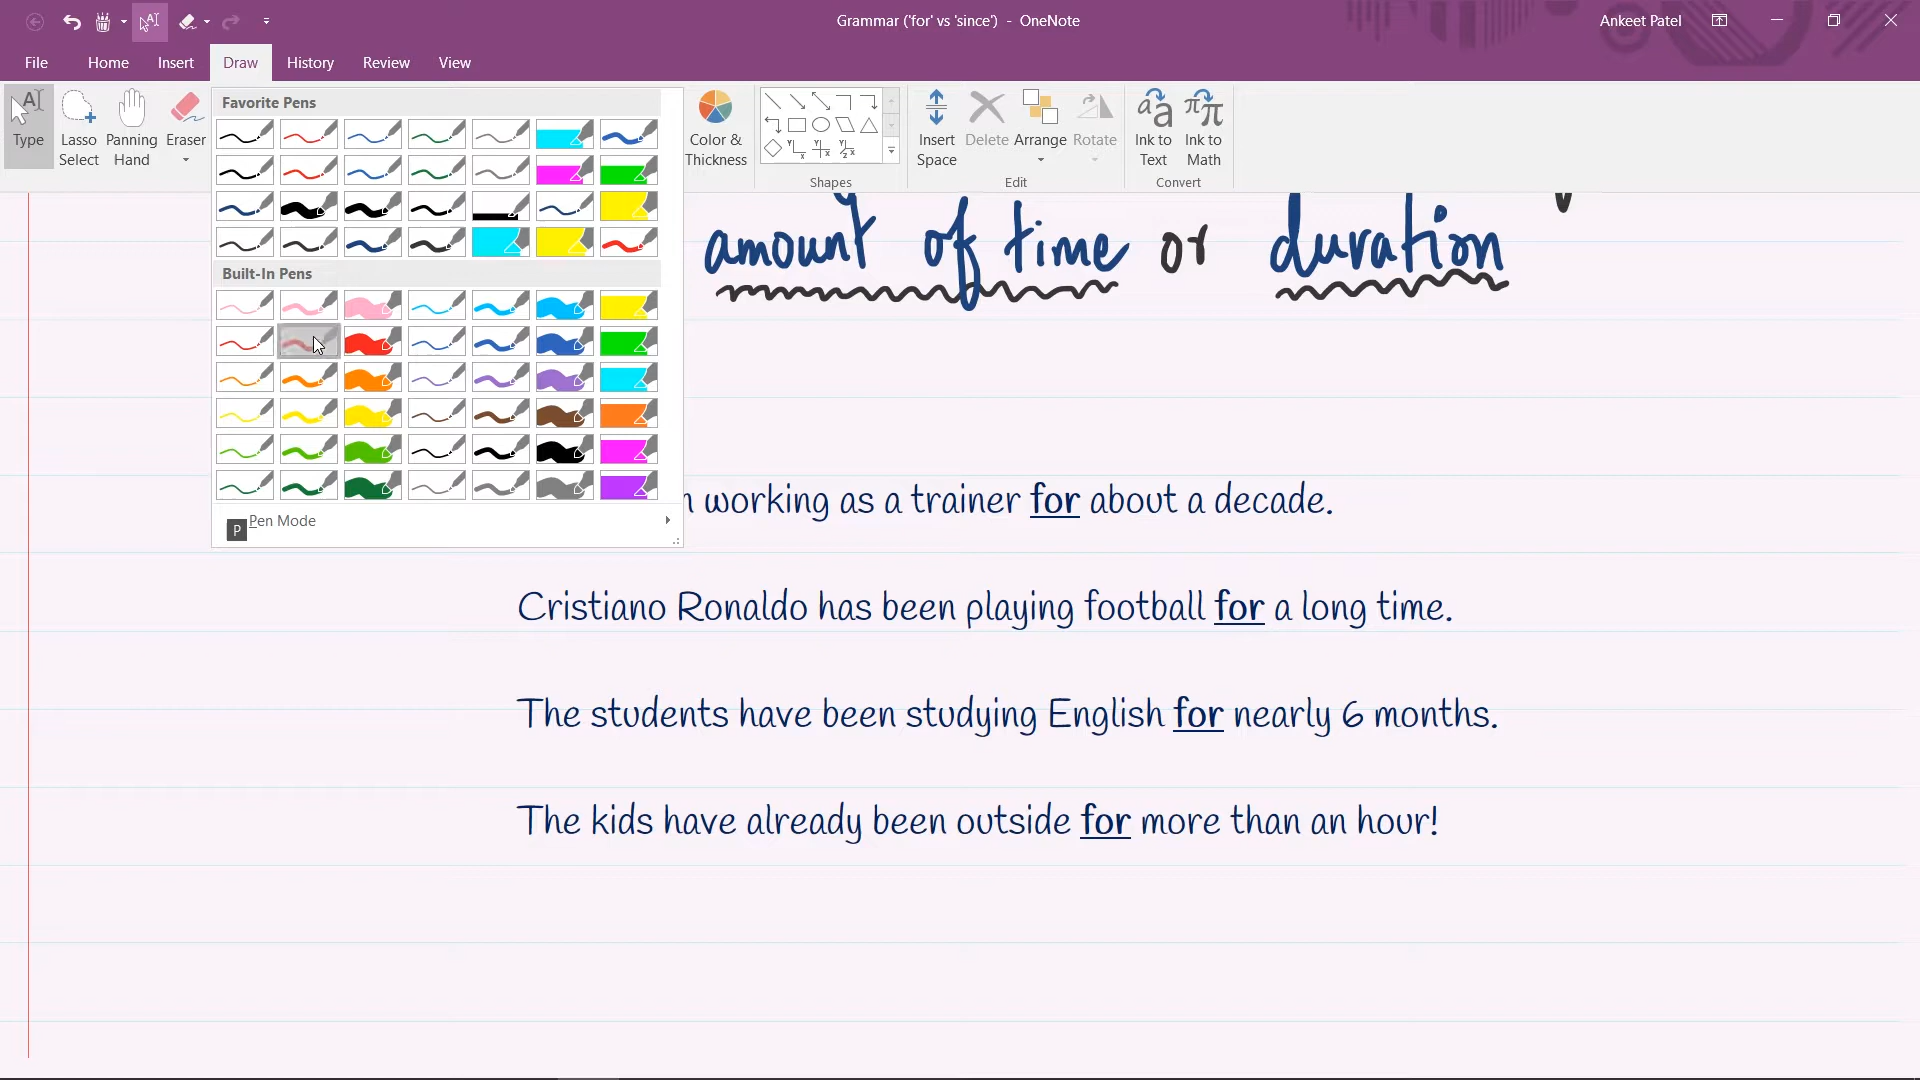 Grammar ('for' vs 'since') - OneNote
Ankeet Patel
File Home Insert Draw History Review View
Type
Lasso Select
Panning Hand
Eraser
Favorite Pens
Built-In Pens
P
Pen Mode
Color & Thickness
Shapes
Insert Space
Delete
Arrange
Rotate
Edit
Ink to Text
Ink to Math
Convert
amount of time or duration
working as a trainer for about a decade.
Cristiano Ronaldo has been playing football for a long time.
The students have been studying English for nearly 6 months.
The kids have already been outside for more than an hour!